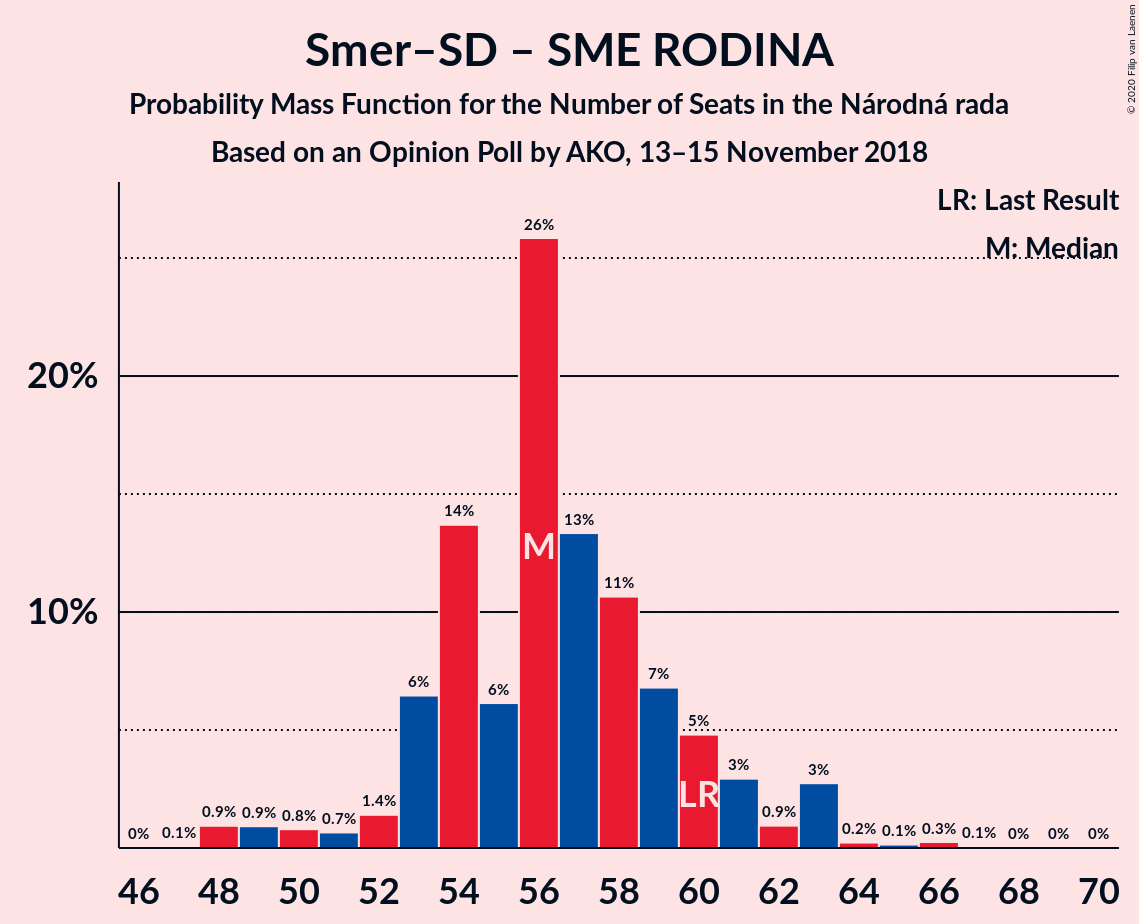 Smer–SD – SME RODINA
Probability Mass Function for the Number of Seats in the Národná rada
Based on an Opinion Poll by AKO, 13–15 November 2018
© 2020 Filip van Laenen
LR: Last Result
M: Median
20%
10%
0% 0.1% 0.9% 0.9% 0.8% 0.7% 1.4% 6% 14% 6% 26% 13% 11% 7% 5% 3% 0.9% 3% 0.2% 0.1% 0.3% 0.1% 0% 0% 0%
M
LR
46 48 50 52 54 56 58 60 62 64 66 68 70